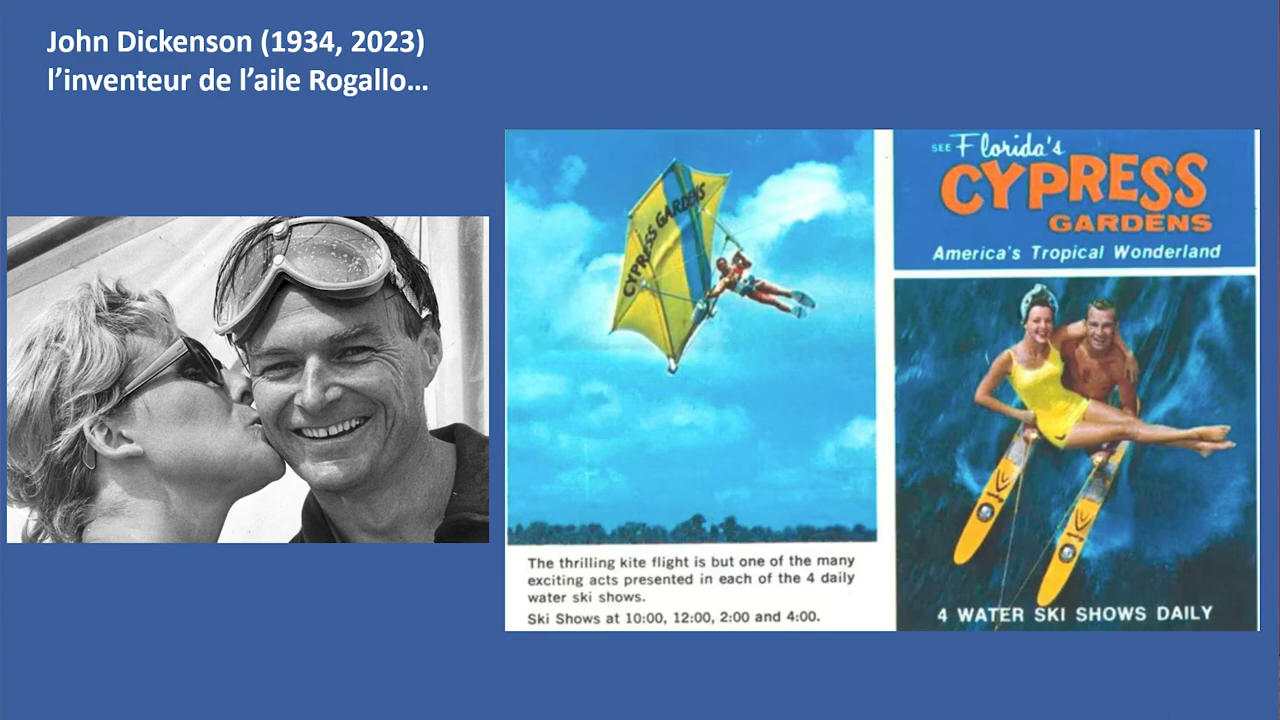 John Dickenson (1934, 2023)
l’inventeur de l’aile Rogallo...
CYPRESS GARDENS
The thrilling kite flight is but one of the many
exciting acts presented in each of the 4 daily
water ski shows.
Ski Shows at 10:00, 12:00, 2:00 and 4:00.
SEE Florida's
CYPRESS
GARDENS
America's Tropical Wonderland
4 WATER SKI SHOWS DAILY